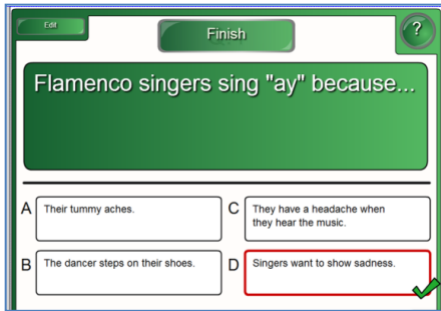 Edit
Finish
?
Flamenco singers sing "ay" because...
A
Their tummy aches.
C
They have a headache when
they hear the music.
B
The dancer steps on their shoes.
D
Singers want to show sadness.